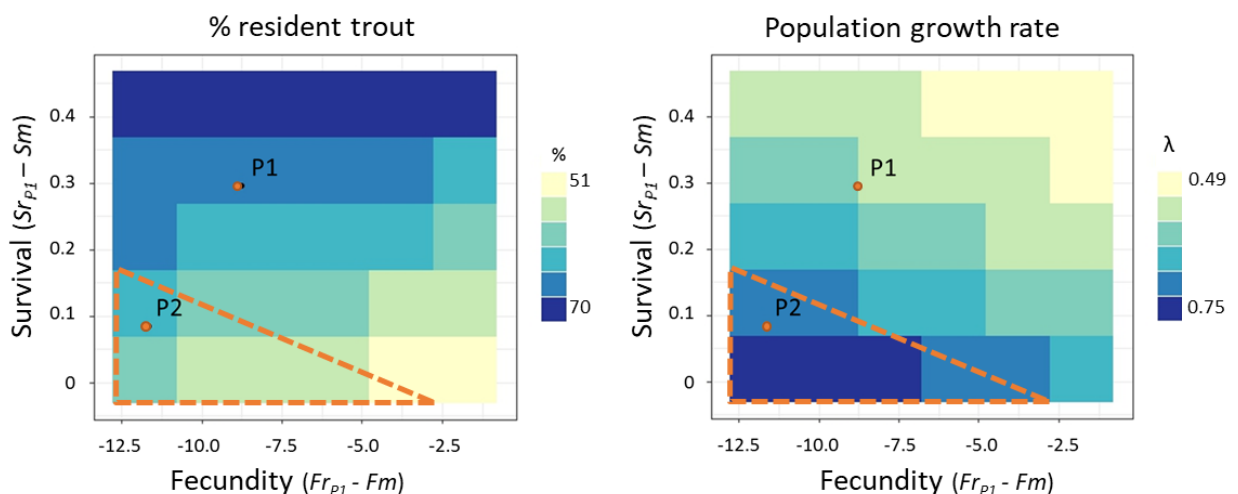 % resident trout
Survival (Sr_P1 – Sm)
0.4
0.3
0.2
0.1
0
P1
P2
-12.5
-10.0
-7.5
-5.0
-2.5
Fecundity (Fr_P1 - Fm)
%
51
70
Population growth rate
Survival (Sr_P1 – Sm)
0.4
0.3
0.2
0.1
0
P1
P2
-12.5
-10.0
-7.5
-5.0
-2.5
Fecundity (Fr_P1 - Fm)
λ
0.49
0.75